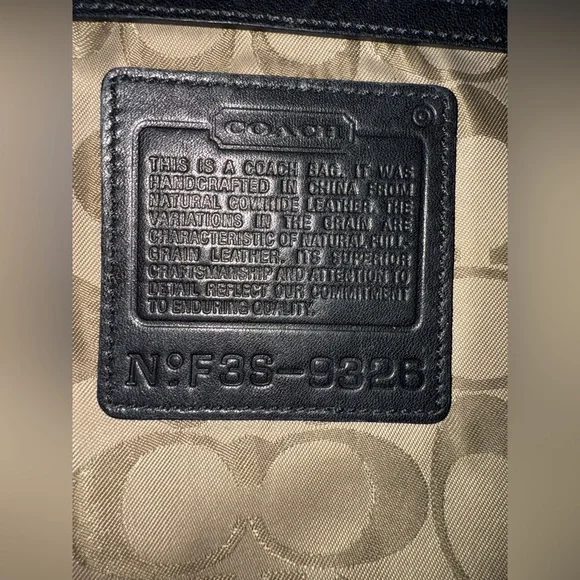 COACH
THIS IS A COACH BAG. IT WAS
HANDCRAFTED IN CHINA FROM
NATURAL COWHIDE LEATHER. THE
VARIATIONS IN THE GRAIN ARE
CHARACTERISTIC OF NATURAL FULL
GRAIN LEATHER. ITS SUPERIOR
CRAFTSMANSHIP AND ATTENTION TO
DETAIL REFLECT OUR COMMITMENT
TO ENDURING QUALITY.
Nº F3S-9326